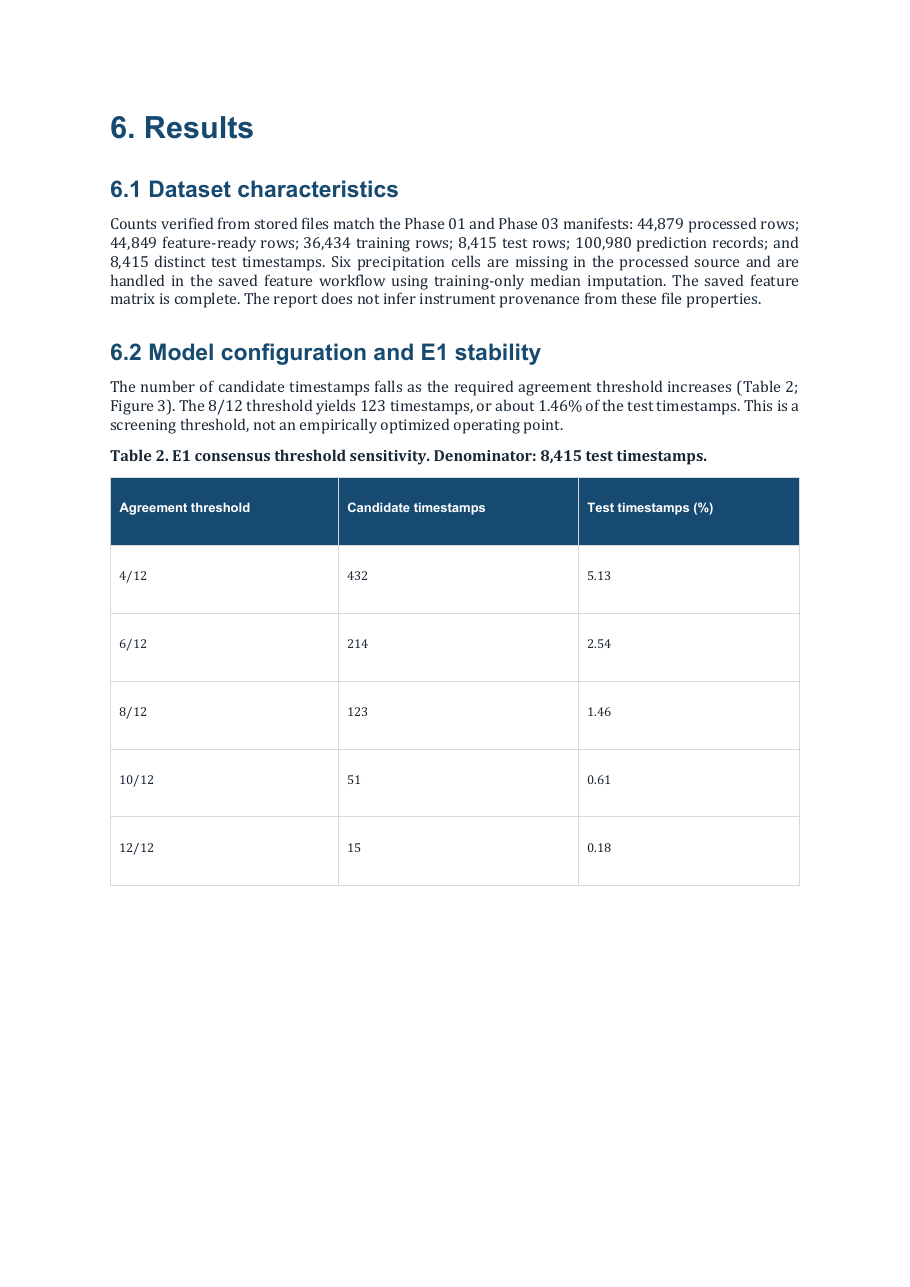 6. Results
6.1 Dataset characteristics
Counts verified from stored files match the Phase 01 and Phase 03 manifests: 44,879 processed rows;
44,849 feature-ready rows; 36,434 training rows; 8,415 test rows; 100,980 prediction records; and
8,415 distinct test timestamps. Six precipitation cells are missing in the processed source and are
handled in the saved feature workflow using training-only median imputation. The saved feature
matrix is complete. The report does not infer instrument provenance from these file properties.
6.2 Model configuration and E1 stability
The number of candidate timestamps falls as the required agreement threshold increases (Table 2;
Figure 3). The 8/12 threshold yields 123 timestamps, or about 1.46% of the test timestamps. This is a
screening threshold, not an empirically optimized operating point.
Table 2. E1 consensus threshold sensitivity. Denominator: 8,415 test timestamps.
Agreement threshold Candidate timestamps Test timestamps (%)
4/12 432 5.13
6/12 214 2.54
8/12 123 1.46
10/12 51 0.61
12/12 15 0.18